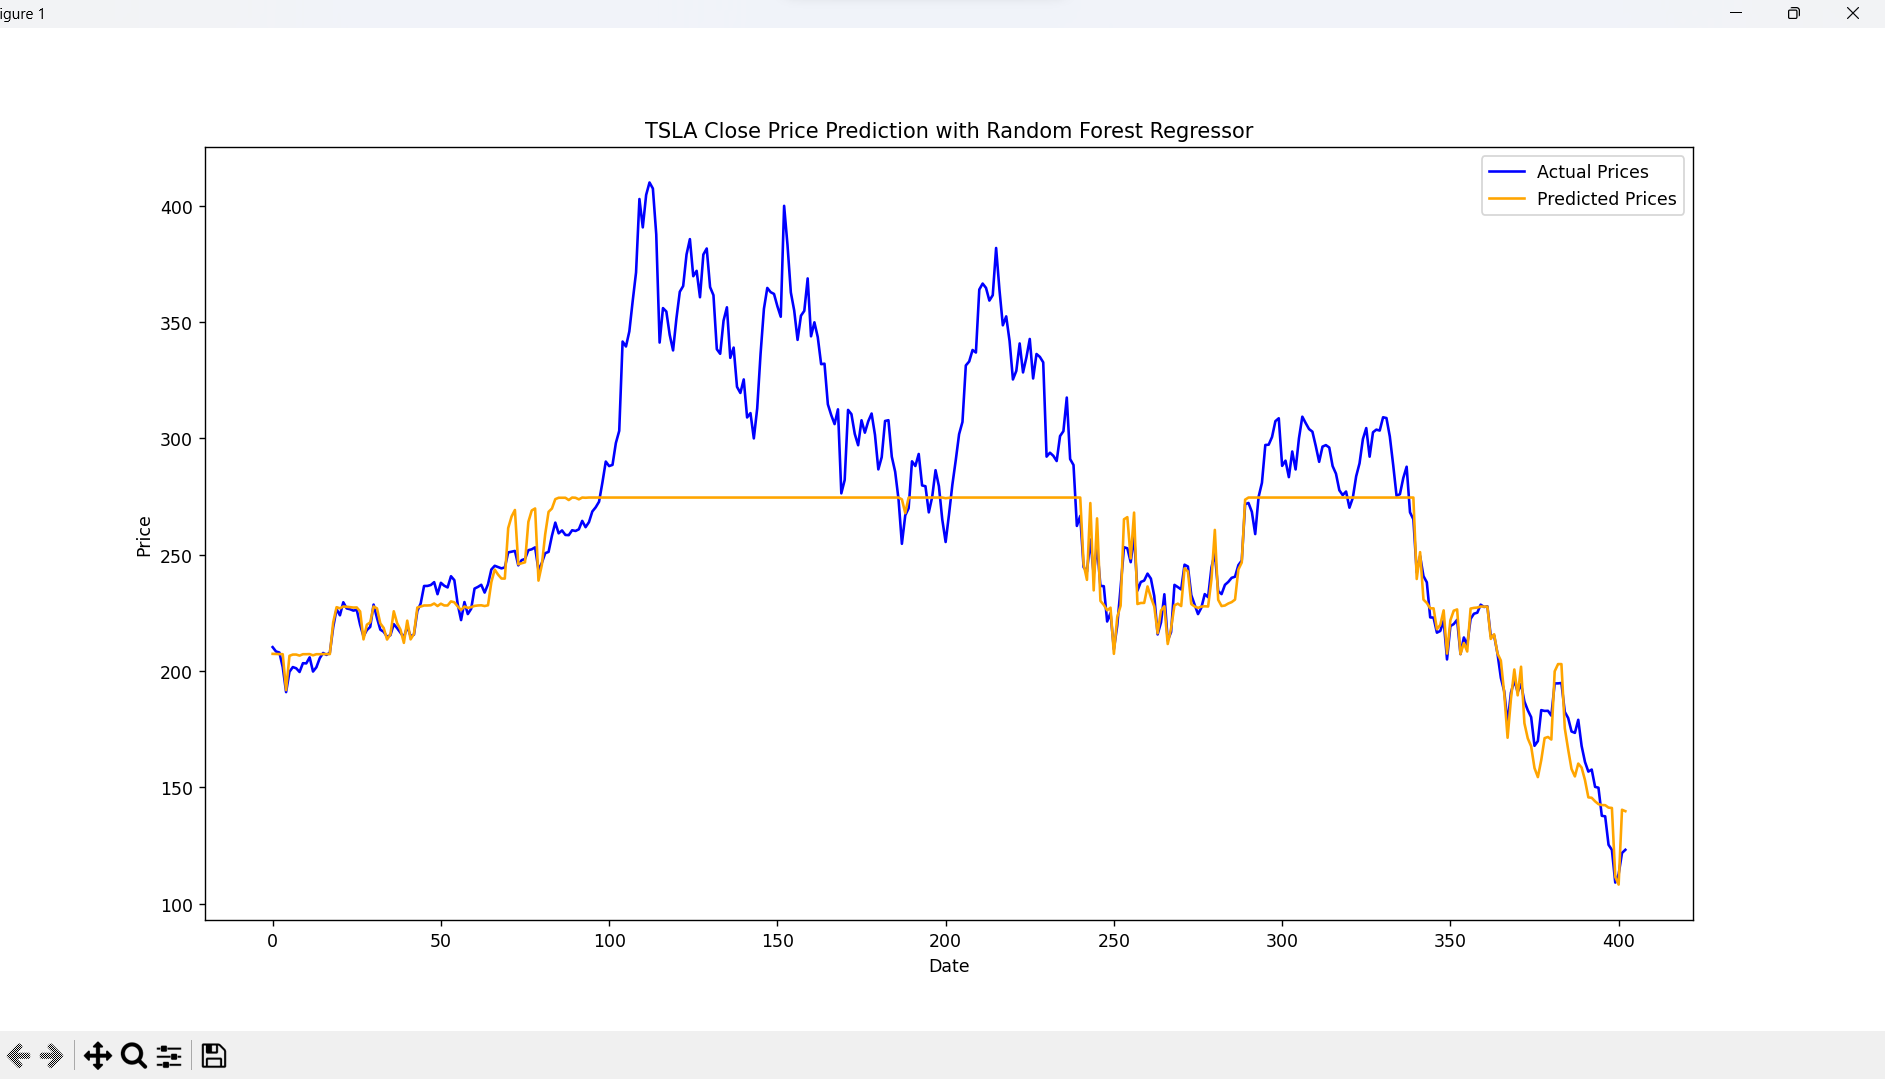 igure 1
TSLA Close Price Prediction with Random Forest Regressor
Actual Prices
Predicted Prices
400
350
300
250
200
150
100
Price
0 50 100 150 200 250 300 350 400
Date